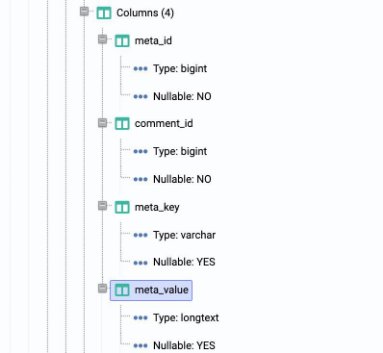 Columns (4)
meta_id
Type: bigint
Nullable: NO
comment_id
Type: bigint
Nullable: NO
meta_key
Type: varchar
Nullable: YES
meta_value
Type: longtext
Nullable: YES